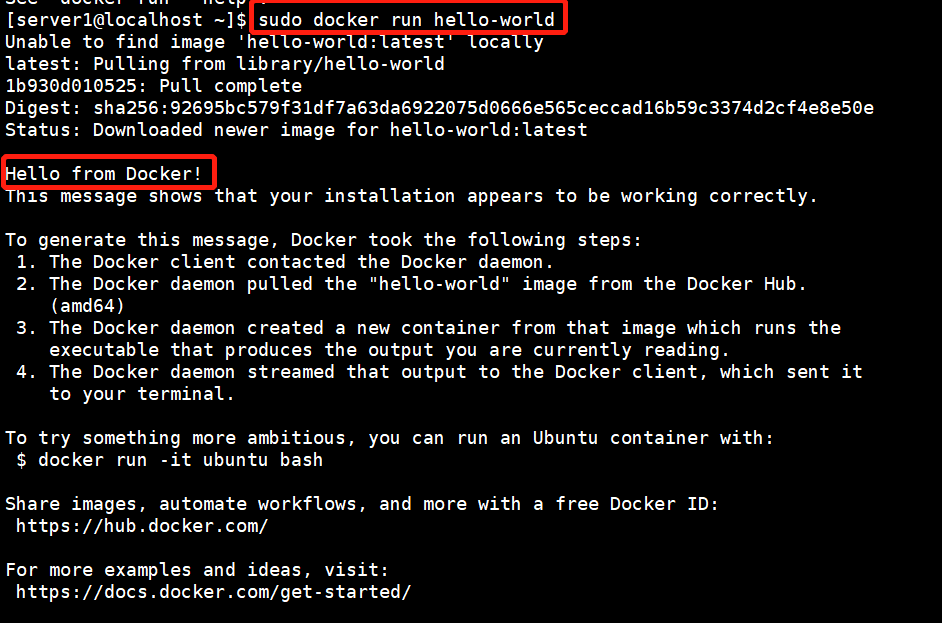 See 'docker run --help'.
[server1@localhost ~]$ sudo docker run hello-world
Unable to find image 'hello-world:latest' locally
latest: Pulling from library/hello-world
1b930d010525: Pull complete
Digest: sha256:92695bc579f31df7a63da6922075d0666e565ceccad16b59c3374d2cf4e8e50e
Status: Downloaded newer image for hello-world:latest
Hello from Docker!
This message shows that your installation appears to be working correctly.
To generate this message, Docker took the following steps:
1. The Docker client contacted the Docker daemon.
2. The Docker daemon pulled the "hello-world" image from the Docker Hub.
(amd64)
3. The Docker daemon created a new container from that image which runs the
executable that produces the output you are currently reading.
4. The Docker daemon streamed that output to the Docker client, which sent it
to your terminal.
To try something more ambitious, you can run an Ubuntu container with:
$ docker run -it ubuntu bash
Share images, automate workflows, and more with a free Docker ID:
https://hub.docker.com/
For more examples and ideas, visit:
https://docs.docker.com/get-started/